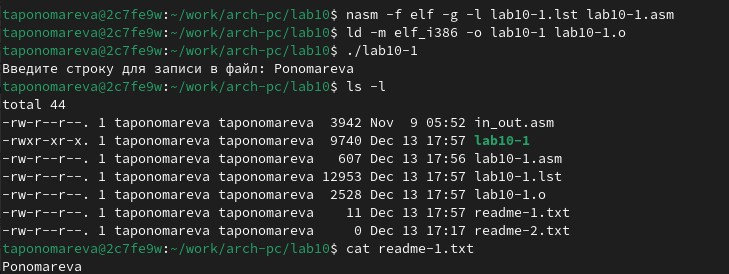 taponomareva@2c7fe9w:~/work/arch-pc/lab10$ nasm -f elf -g -l lab10-1.lst lab10-1.asm
taponomareva@2c7fe9w:~/work/arch-pc/lab10$ ld -m elf_i386 -o lab10-1 lab10-1.o
taponomareva@2c7fe9w:~/work/arch-pc/lab10$ ./lab10-1
Введите строку для записи в файл: Ponomareva
taponomareva@2c7fe9w:~/work/arch-pc/lab10$ ls -l
total 44
-rw-r--r--. 1 taponomareva taponomareva  3942 Nov  9 05:52 in_out.asm
-rwxr-xr-x. 1 taponomareva taponomareva  9740 Dec 13 17:57 lab10-1
-rw-r--r--. 1 taponomareva taponomareva   607 Dec 13 17:56 lab10-1.asm
-rw-r--r--. 1 taponomareva taponomareva 12953 Dec 13 17:57 lab10-1.lst
-rw-r--r--. 1 taponomareva taponomareva  2528 Dec 13 17:57 lab10-1.o
-rw-r--r--. 1 taponomareva taponomareva    11 Dec 13 17:57 readme-1.txt
-rw-r--r--. 1 taponomareva taponomareva     0 Dec 13 17:17 readme-2.txt
taponomareva@2c7fe9w:~/work/arch-pc/lab10$ cat readme-1.txt
Ponomareva